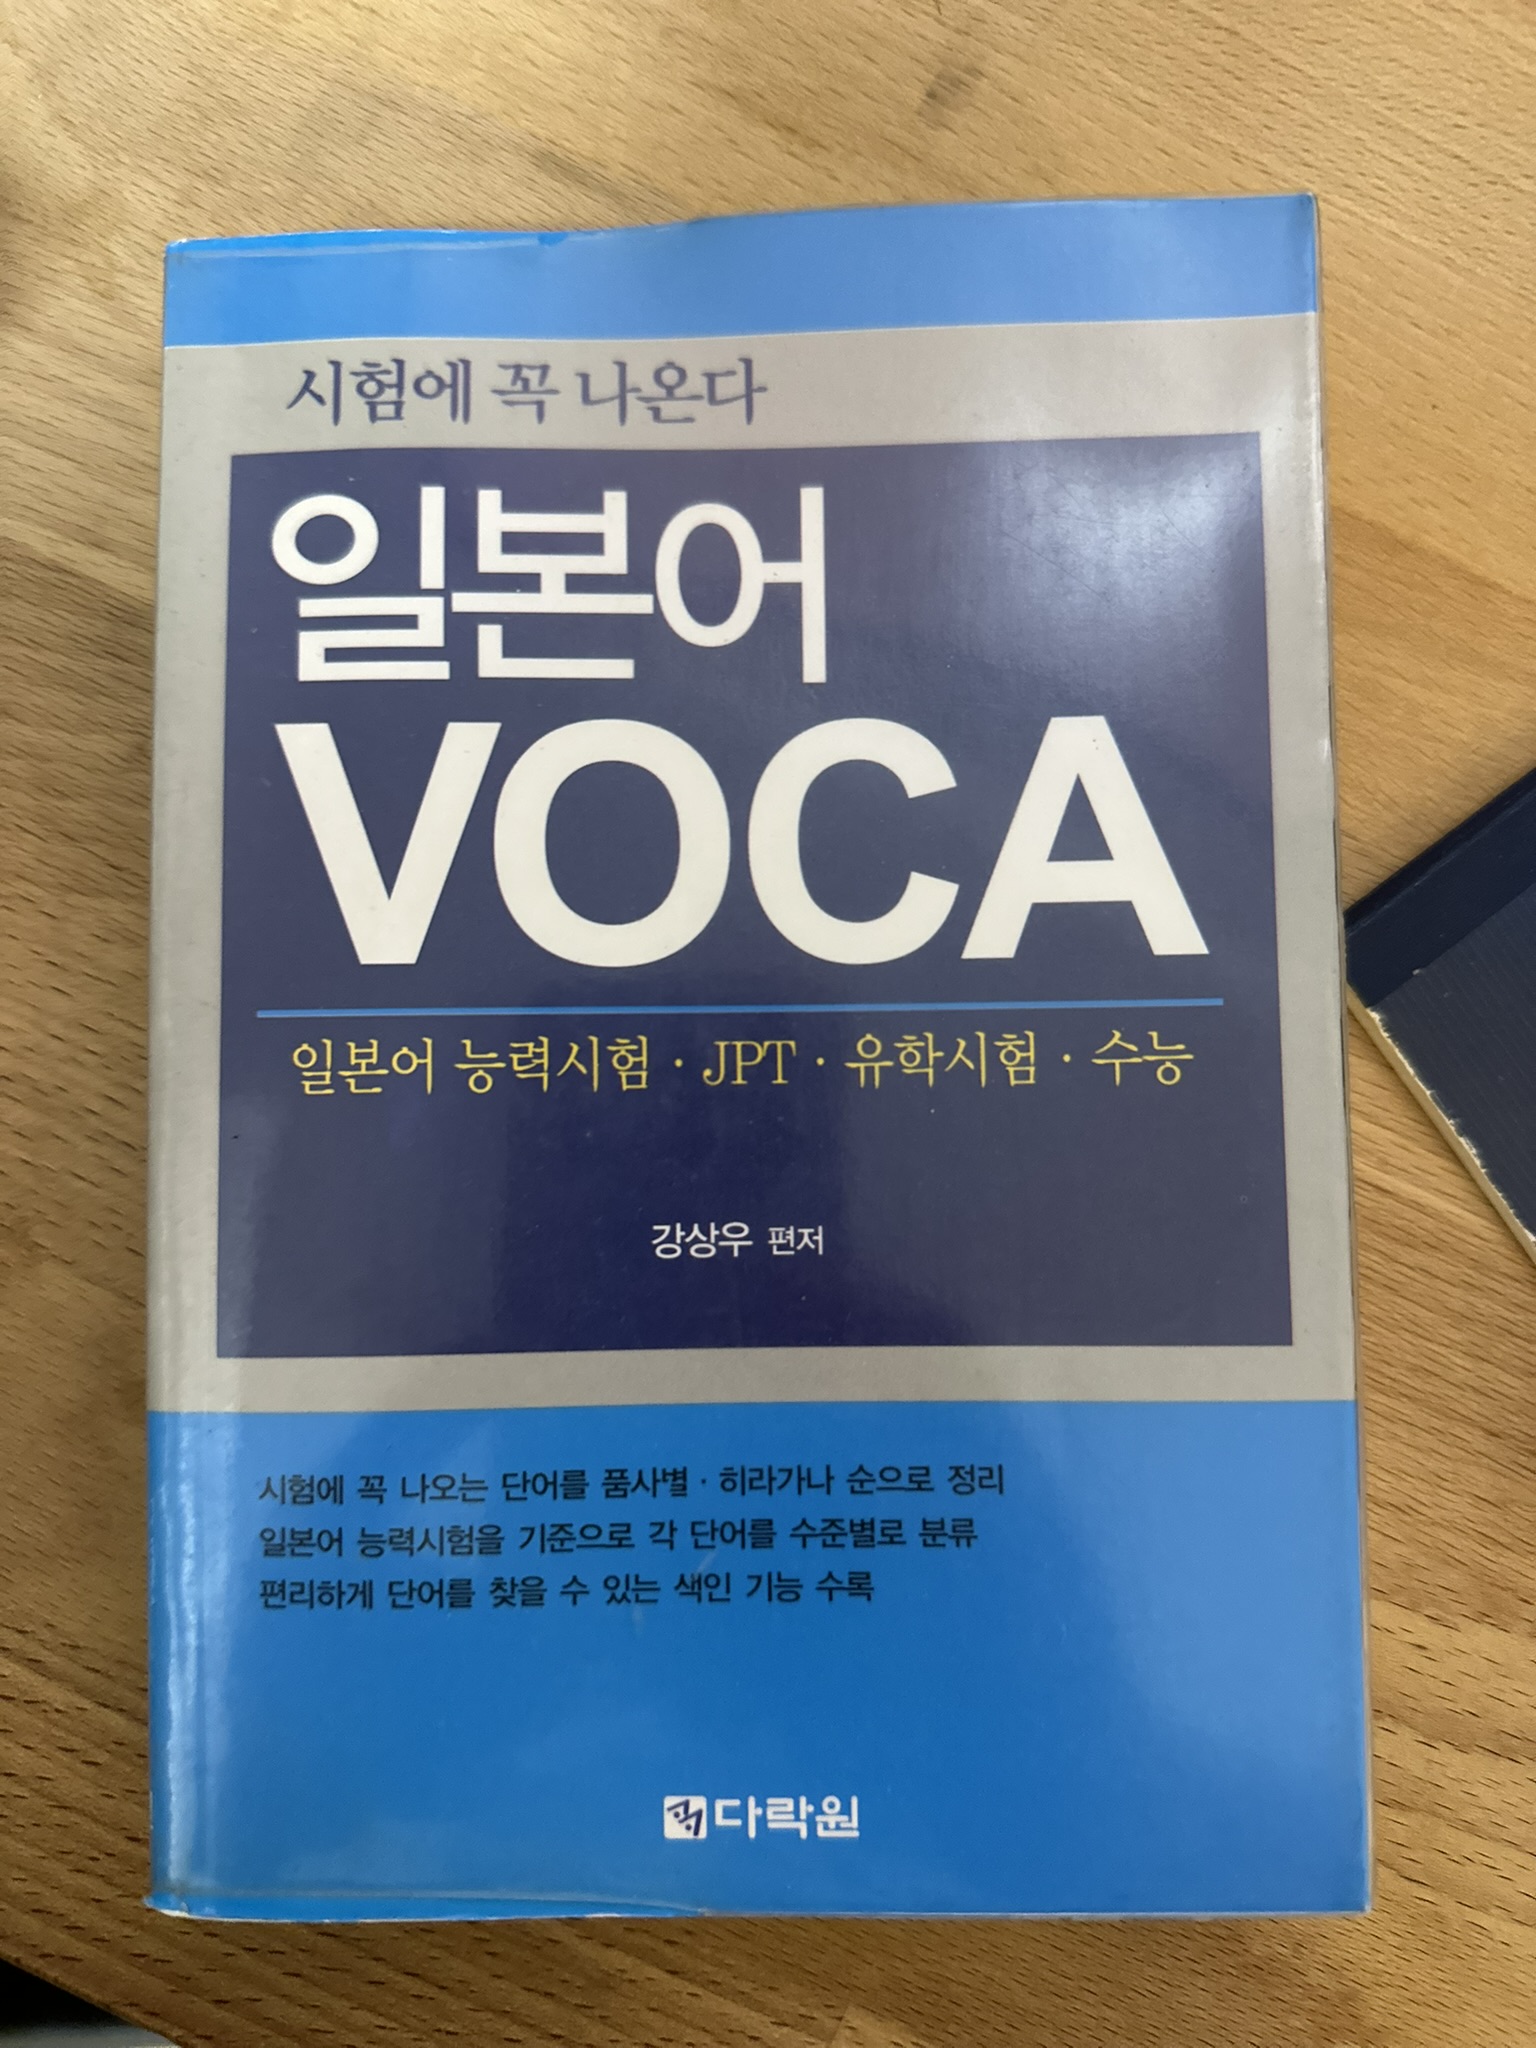 시험에 꼭 나온다
일본어
VOCA
일본어 능력시험 · JPT · 유학시험 · 수능
강상우 편저
시험에 꼭 나오는 단어를 품사별 · 히라가나 순으로 정리
일본어 능력시험을 기준으로 각 단어를 수준별로 분류
편리하게 단어를 찾을 수 있는 색인 기능 수록
다락원